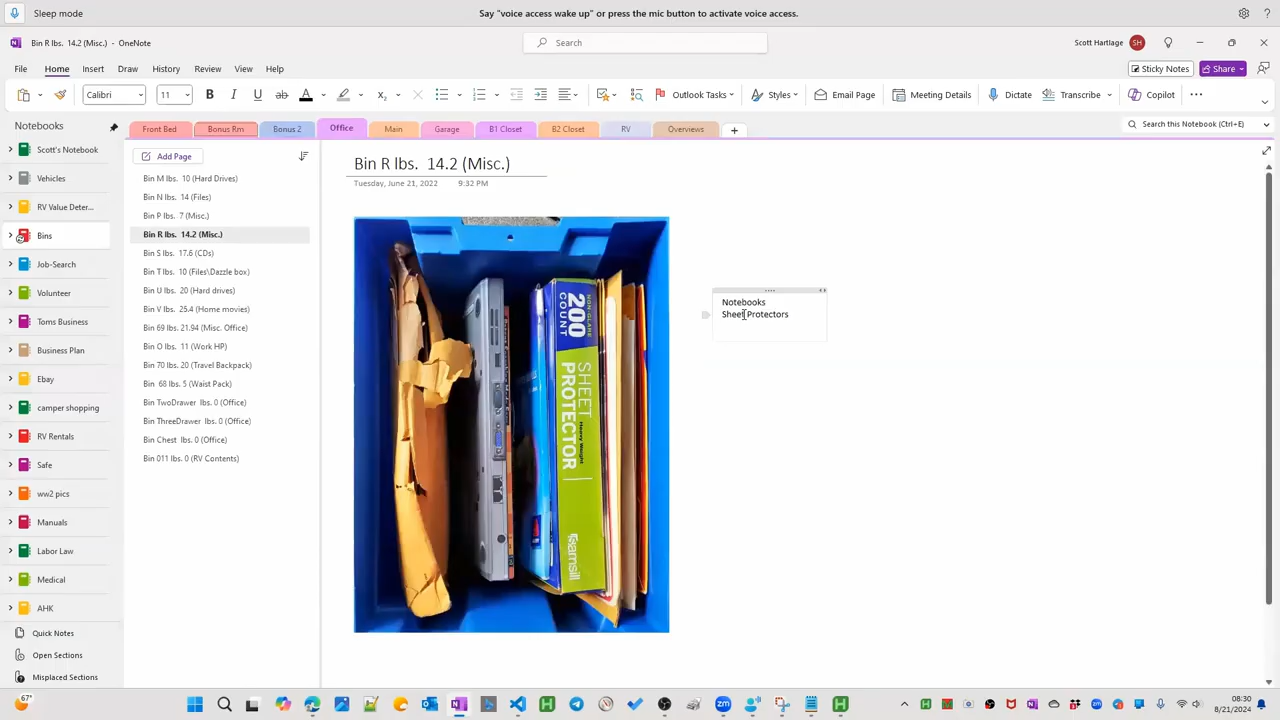 Sleep mode
Say "voice access wake up" or press the mic button to activate voice access.
Bin R lbs. 14.2 (Misc.) - OneNote
Search
Scott Hartlage
SH
File Home Insert Draw History Review View Help
Sticky Notes
Share
Calibri
11
B I U ab A
Outlook Tasks
Styles
Email Page
Meeting Details
Dictate
Transcribe
Copilot
Notebooks
Front Bed
Bonus Rm
Bonus 2
Office
Main
Garage
B1 Closet
B2 Closet
RV
Overviews
Search this Notebook (Ctrl+E)
Scott's Notebook
Vehicles
RV Value Deter...
Bins
Job-Search
Volunteer
Toms Business
Business Plan
Ebay
camper shopping
RV Rentals
Safe
ww2 pics
Manuals
Labor Law
Medical
AHK
Quick Notes
Open Sections
Misplaced Sections
Add Page
Bin M lbs. 10 (Hard Drives)
Bin N lbs. 14 (Files)
Bin P lbs. 7 (Misc.)
Bin R lbs. 14.2 (Misc.)
Bin S lbs. 17.6 (CDs)
Bin T lbs. 10 (Files\Dazzle box)
Bin U lbs. 20 (Hard drives)
Bin V lbs. 25.4 (Home movies)
Bin 69 lbs. 21.94 (Misc. Office)
Bin O lbs. 11 (Work HP)
Bin 70 lbs. 20 (Travel Backpack)
Bin 68 lbs. 5 (Waist Pack)
Bin TwoDrawer lbs. 0 (Office)
Bin ThreeDrawer lbs. 0 (Office)
Bin Chest lbs. 0 (Office)
Bin 011 lbs. 0 (RV Contents)
Bin R lbs. 14.2 (Misc.)
Tuesday, June 21, 2022 9:32 PM
NON-GLARE
200
COUNT
SHEET
PROTECTOR
Heavy Weight
Samsill
Notebooks
Sheet Protectors
67°
08:30
8/21/2024